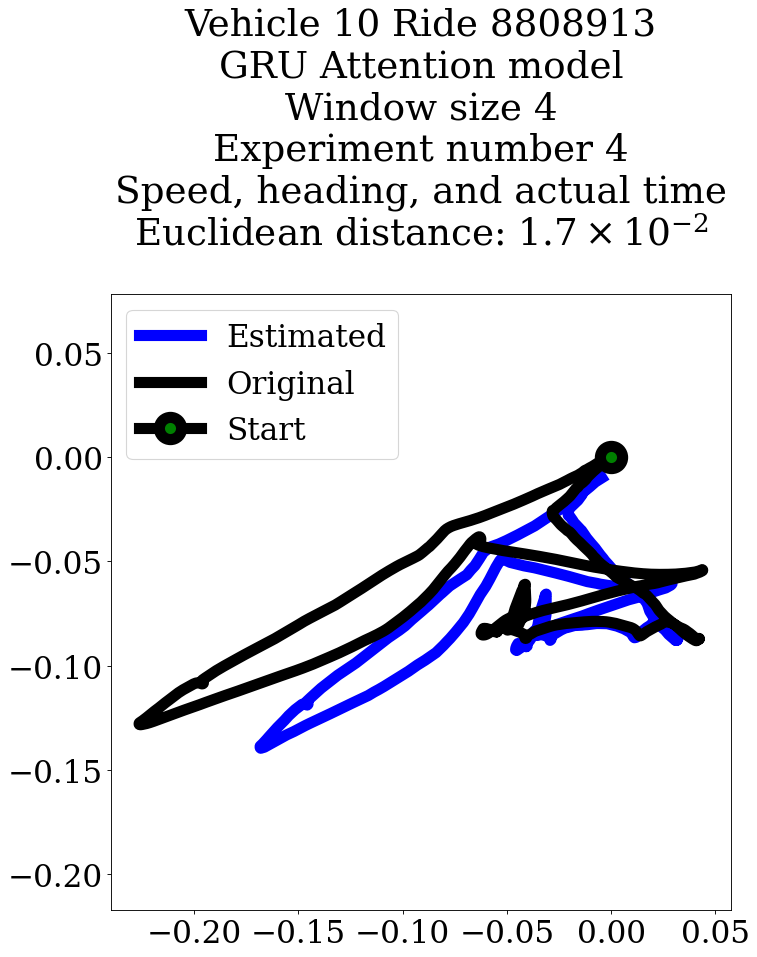 Vehicle 10 Ride 8808913
GRU Attention model
Window size 4
Experiment number 4
Speed, heading, and actual time
Euclidean distance: 1.7 × 10⁻²
Estimated
Original
Start
0.05
0.00
−0.05
−0.10
−0.15
−0.20
−0.20 −0.15 −0.10 −0.05 0.00 0.05